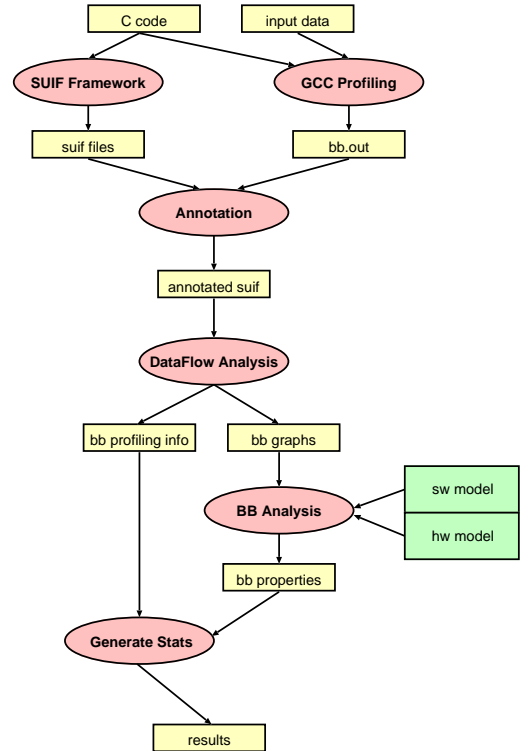 C code
input data
SUIF Framework
GCC Profiling
suif files
bb.out
Annotation
annotated suif
DataFlow Analysis
bb profiling info
bb graphs
sw model
BB Analysis
hw model
bb properties
Generate Stats
results